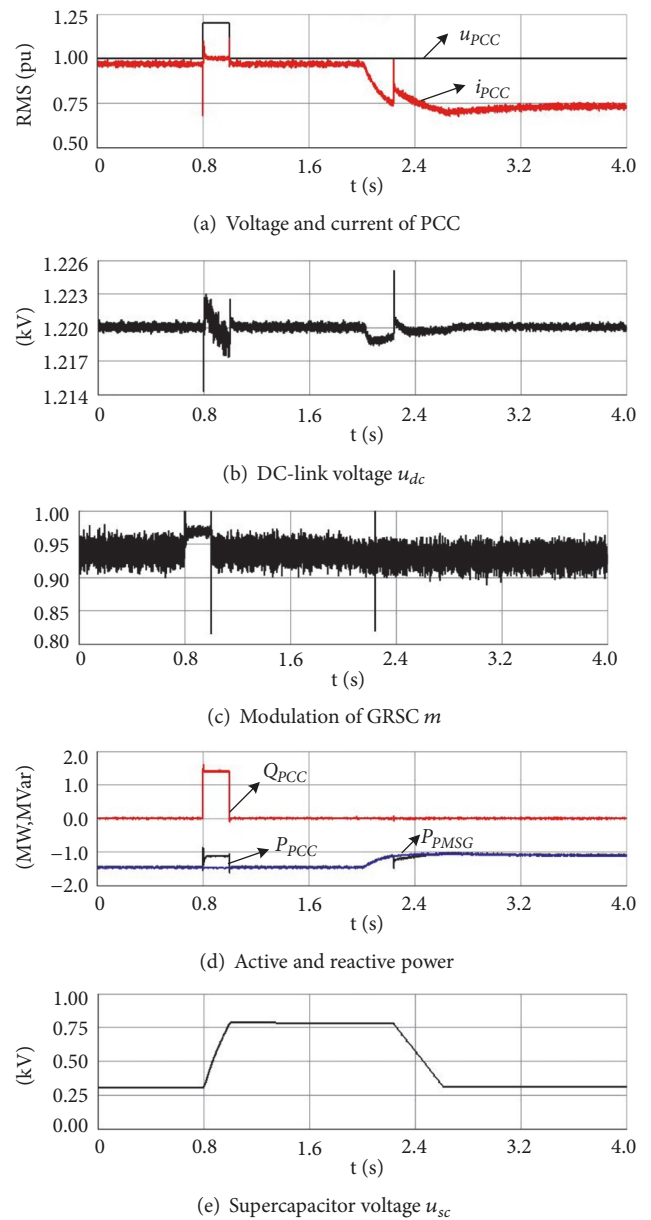 RMS (pu)
1.25
1.00
0.75
0.50
u_PCC
i_PCC
0 0.8 1.6 2.4 3.2 4.0
t (s)
(a) Voltage and current of PCC
(kV)
1.226
1.223
1.220
1.217
1.214
0 0.8 1.6 2.4 3.2 4.0
t (s)
(b) DC-link voltage u_dc
1.00
0.95
0.90
0.85
0.80
0 0.8 1.6 2.4 3.2 4.0
t (s)
(c) Modulation of GRSC m
(MW,MVar)
2.0
1.0
0.0
−1.0
−2.0
Q_PCC
P_PCC
P_PMSG
0 0.8 1.6 2.4 3.2 4.0
t (s)
(d) Active and reactive power
(kV)
1.00
0.75
0.50
0.25
0.00
0 0.8 1.6 2.4 3.2 4.0
t (s)
(e) Supercapacitor voltage u_sc